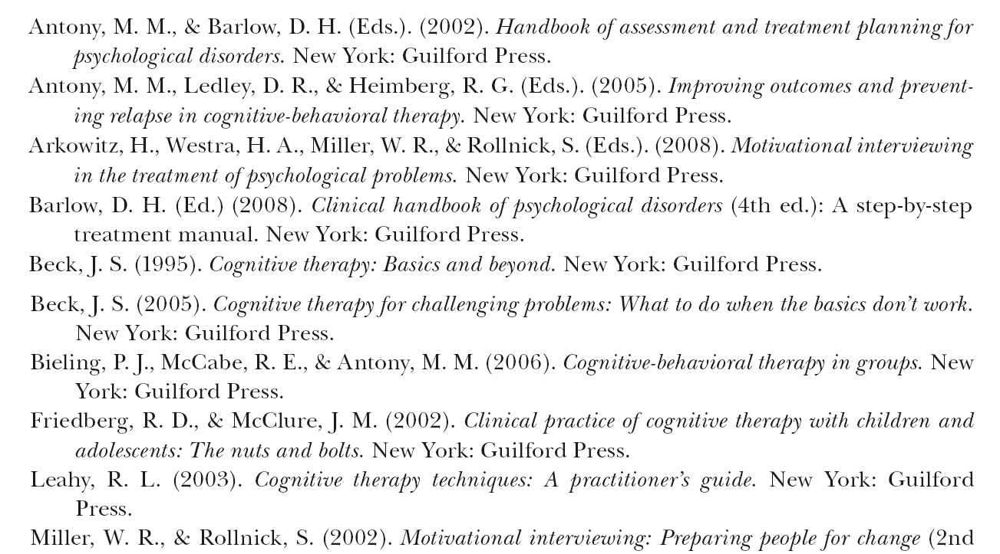 Antony, M. M., & Barlow, D. H. (Eds.). (2002). Handbook of assessment and treatment planning for
psychological disorders. New York: Guilford Press.
Antony, M. M., Ledley, D. R., & Heimberg, R. G. (Eds.). (2005). Improving outcomes and prevent-
ing relapse in cognitive-behavioral therapy. New York: Guilford Press.
Arkowitz, H., Westra, H. A., Miller, W. R., & Rollnick, S. (Eds.). (2008). Motivational interviewing
in the treatment of psychological problems. New York: Guilford Press.
Barlow, D. H. (Ed.) (2008). Clinical handbook of psychological disorders (4th ed.): A step-by-step
treatment manual. New York: Guilford Press.
Beck, J. S. (1995). Cognitive therapy: Basics and beyond. New York: Guilford Press.
Beck, J. S. (2005). Cognitive therapy for challenging problems: What to do when the basics don’t work.
New York: Guilford Press.
Bieling, P. J., McCabe, R. E., & Antony, M. M. (2006). Cognitive-behavioral therapy in groups. New
York: Guilford Press.
Friedberg, R. D., & McClure, J. M. (2002). Clinical practice of cognitive therapy with children and
adolescents: The nuts and bolts. New York: Guilford Press.
Leahy, R. L. (2003). Cognitive therapy techniques: A practitioner’s guide. New York: Guilford
Press.
Miller, W. R., & Rollnick, S. (2002). Motivational interviewing: Preparing people for change (2nd